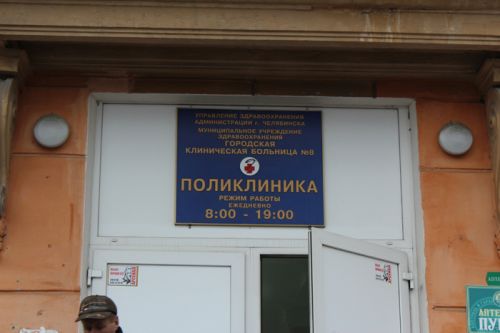 УПРАВЛЕНИЕ ЗДРАВООХРАНЕНИЯ
АДМИНИСТРАЦИИ г. ЧЕЛЯБИНСКА
МУНИЦИПАЛЬНОЕ УЧРЕЖДЕНИЕ
ЗДРАВООХРАНЕНИЯ
ГОРОДСКАЯ
КЛИНИЧЕСКАЯ БОЛЬНИЦА №8
ПОЛИКЛИНИКА
РЕЖИМ РАБОТЫ
ЕЖЕДНЕВНО
8:00 - 19:00